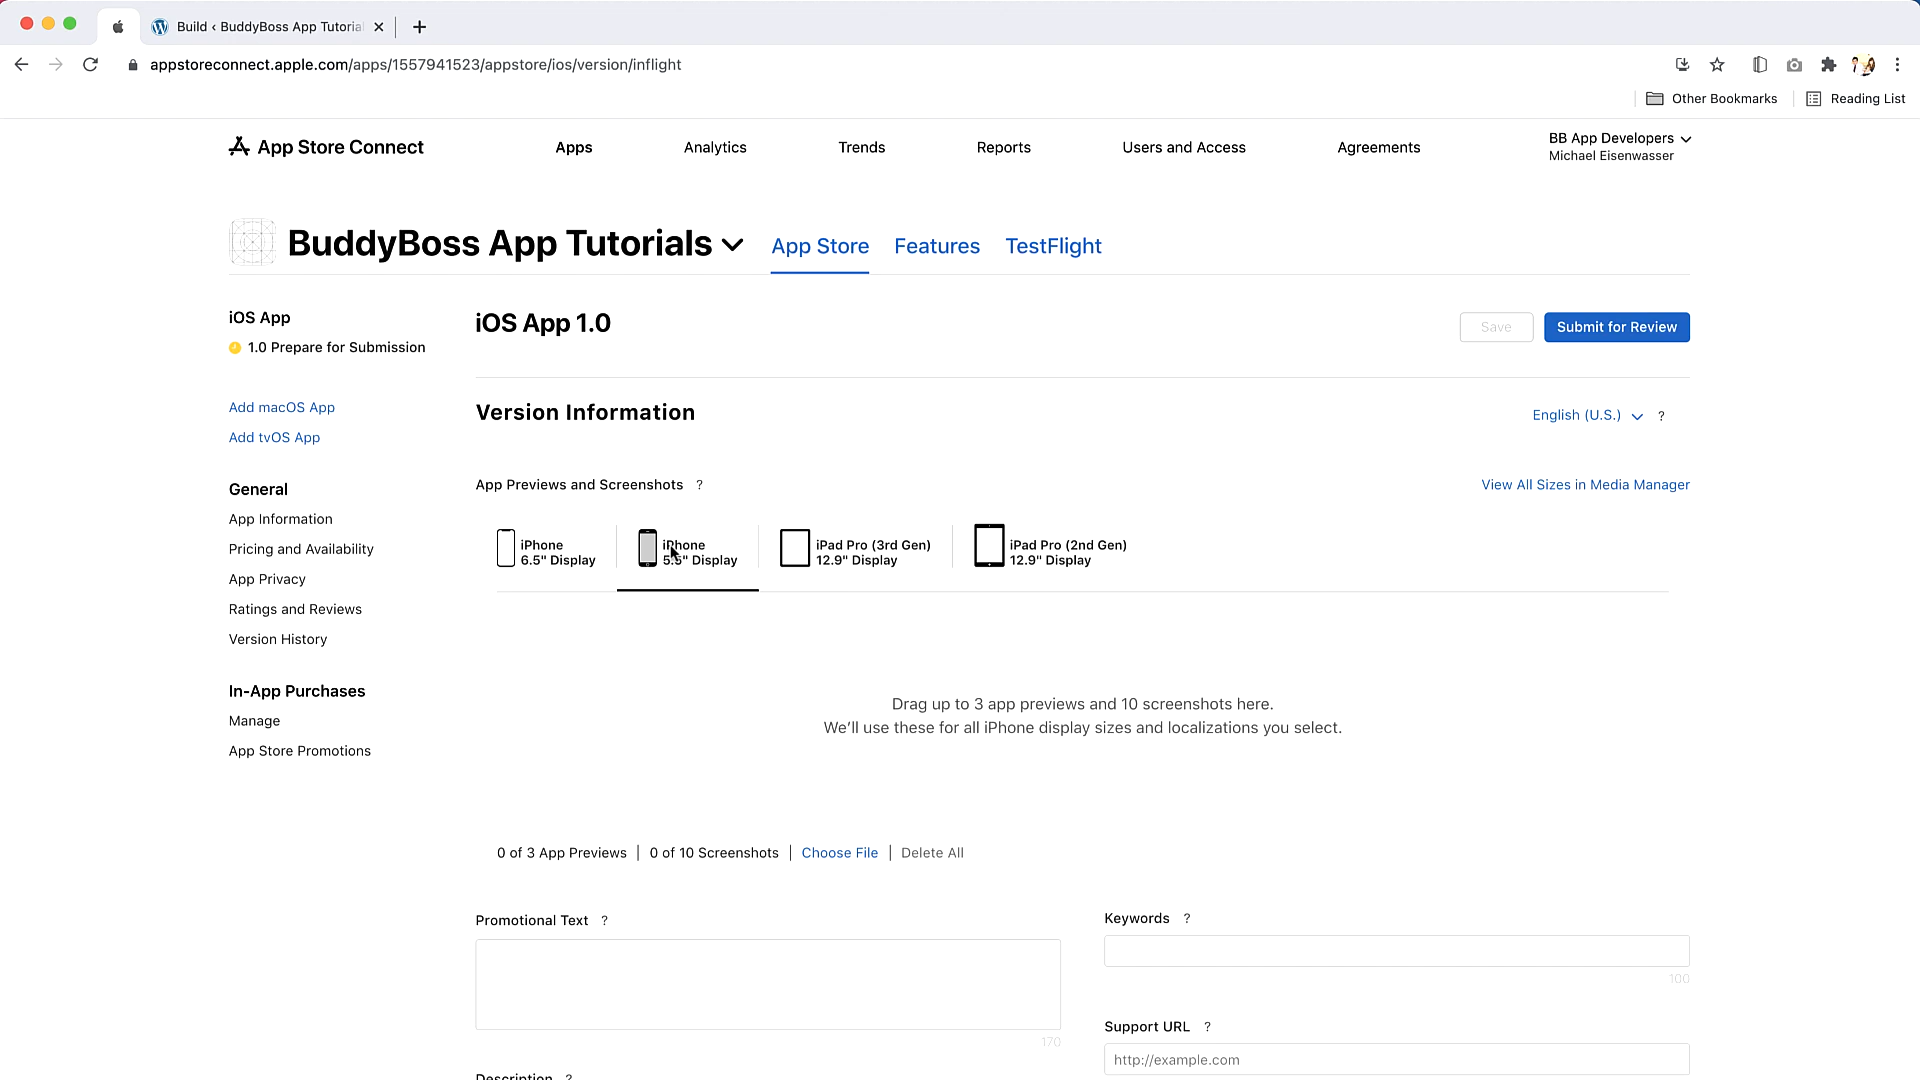 Build ‹ BuddyBoss App Tutoria
appstoreconnect.apple.com/apps/1557941523/appstore/ios/version/inflight
Other Bookmarks
Reading List
App Store Connect
Apps
Analytics
Trends
Reports
Users and Access
Agreements
BB App Developers
Michael Eisenwasser
BuddyBoss App Tutorials
App Store
Features
TestFlight
iOS App
1.0 Prepare for Submission
Add macOS App
Add tvOS App
General
App Information
Pricing and Availability
App Privacy
Ratings and Reviews
Version History
In-App Purchases
Manage
App Store Promotions
iOS App 1.0
Save
Submit for Review
Version Information
English (U.S.)
?
App Previews and Screenshots ?
View All Sizes in Media Manager
iPhone
6.5" Display
iPhone
5.5" Display
iPad Pro (3rd Gen)
12.9" Display
iPad Pro (2nd Gen)
12.9" Display
Drag up to 3 app previews and 10 screenshots here.
We'll use these for all iPhone display sizes and localizations you select.
0 of 3 App Previews | 0 of 10 Screenshots | Choose File | Delete All
Promotional Text ?
170
Keywords ?
100
Support URL ?
http://example.com
Description ?